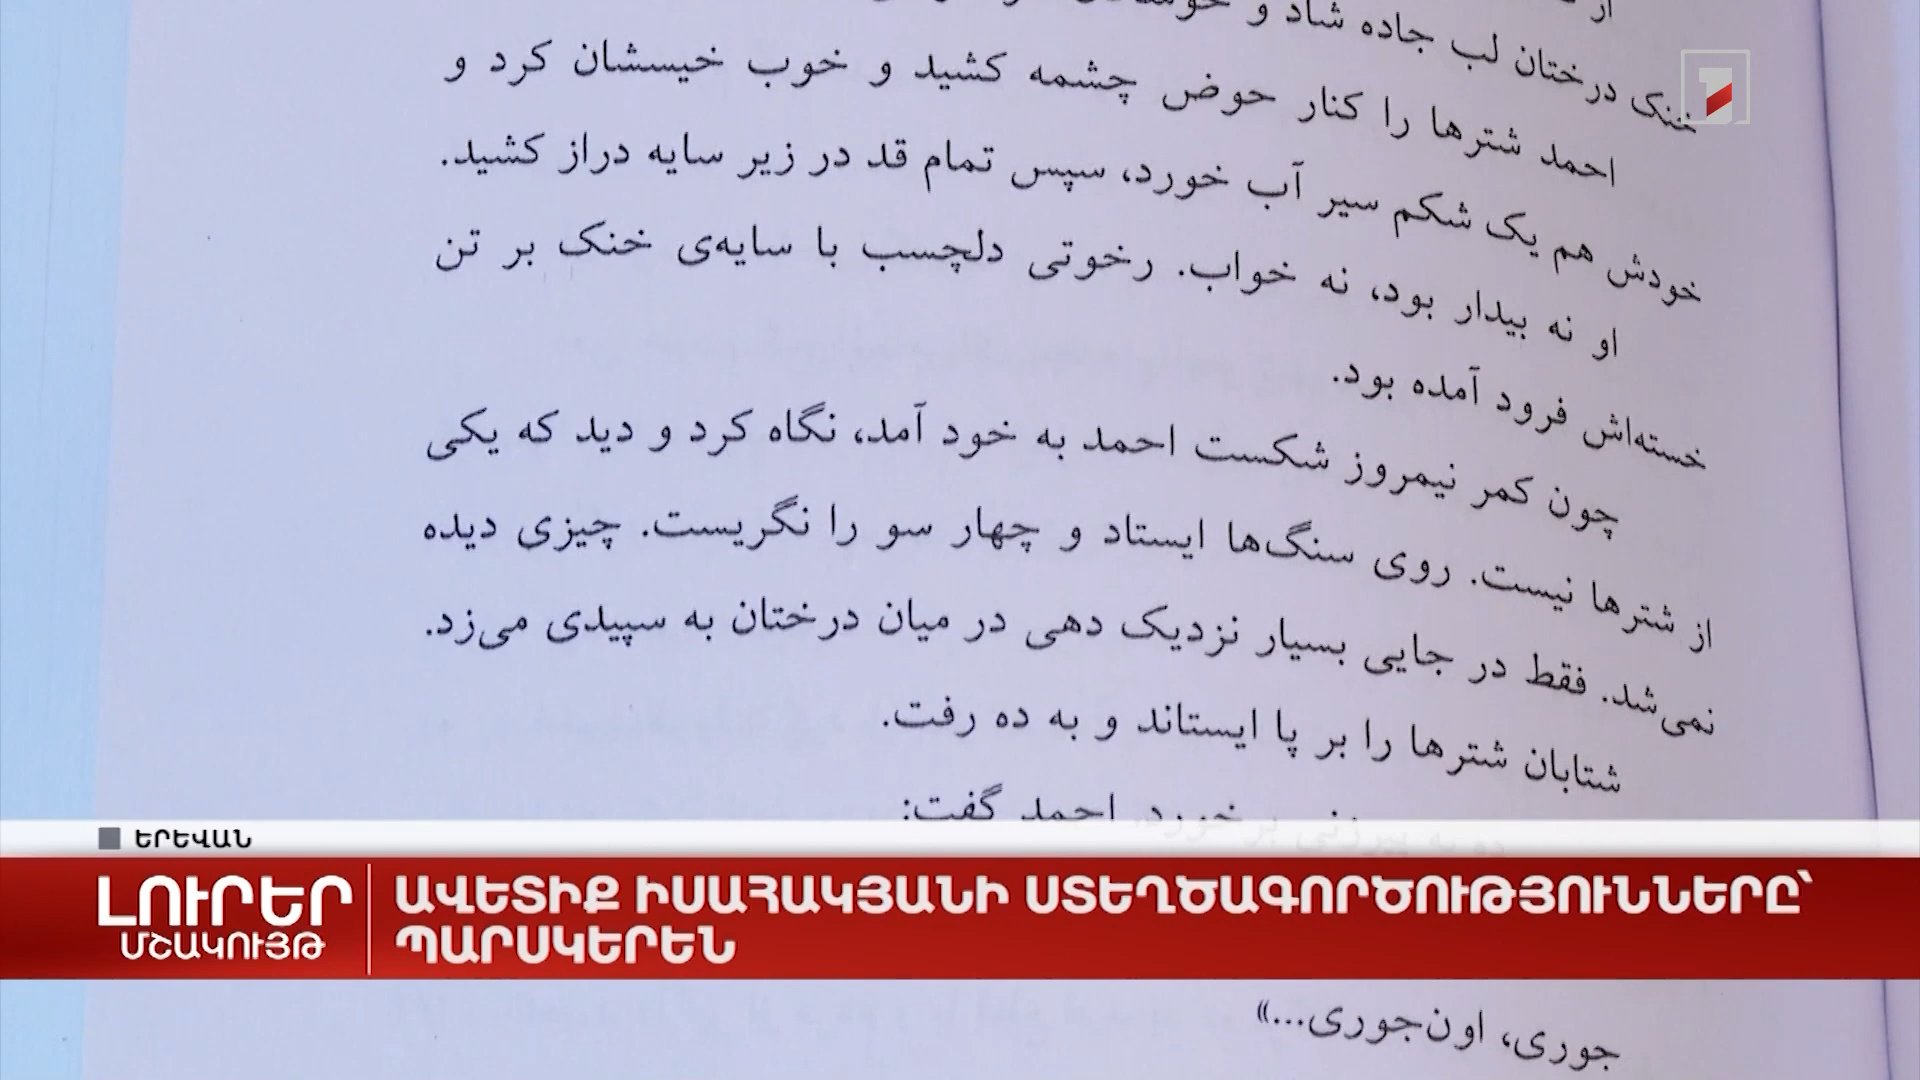 خنک درختان لب جاده شاد و
احمد شترها را کنار حوض چشمه کشید و خوب خیسشان کرد و
خودش هم یک شکم سیر آب خورد، سپس تمام قد در زیر سایه دراز کشید.
او نه بیدار بود، نه خواب. رخوتی دلچسب با سایه‌ی خنک بر تن
خسته‌اش فرود آمده بود.
چون کمر نیمروز شکست احمد به خود آمد، نگاه کرد و دید که یکی
از شترها نیست. روی سنگ‌ها ایستاد و چهار سو را نگریست. چیزی دیده
نمی‌شد. فقط در جایی بسیار نزدیک دهی در میان درختان به سپیدی می‌زد.
شتابان شترها را بر پا ایستاند و به ده رفت.
احمد گفت:
ԵՐԵՎԱՆ
ԼՈՒՐԵՐ
ՄՇԱԿՈՒՅԹ
ԱՎԵՏԻՔ ԻՍԱՀԱԿՅԱՆԻ ՍՏԵՂԾԱԳՈՐԾՈՒԹՅՈՒՆՆԵՐԸ՝
ՊԱՐՍԿԵՐԵՆ
جوری، اون‌جوری...»